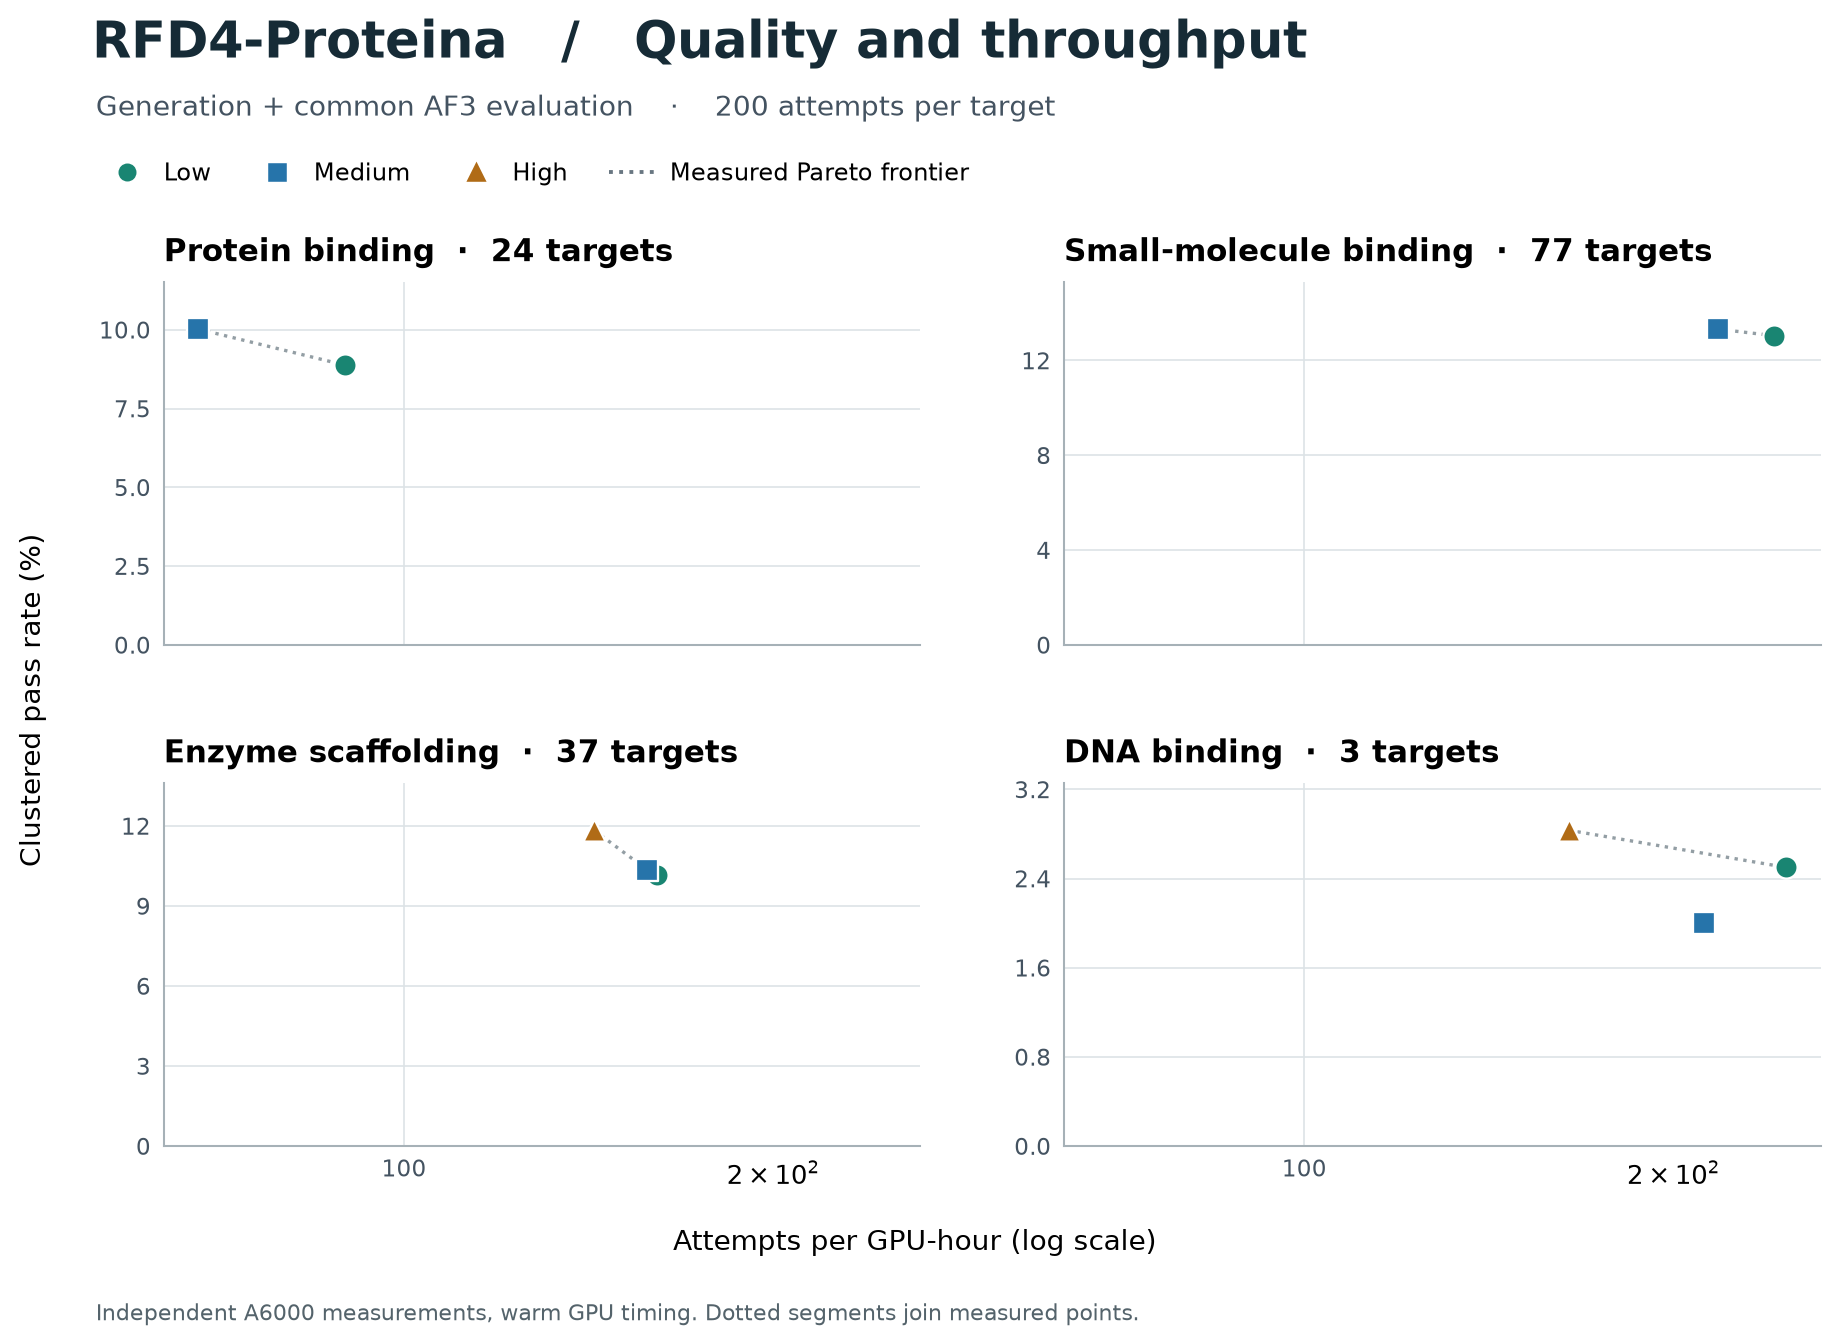 RFD4-Proteina / Quality and throughput
Generation + common AF3 evaluation · 200 attempts per target
Low Medium High Measured Pareto frontier
Clustered pass rate (%)
Protein binding · 24 targets
10.0
7.5
5.0
2.5
0.0
Small-molecule binding · 77 targets
12
8
4
0
Enzyme scaffolding · 37 targets
12
9
6
3
0
100 2 × 10²
DNA binding · 3 targets
3.2
2.4
1.6
0.8
0.0
100 2 × 10²
Attempts per GPU-hour (log scale)
Independent A6000 measurements, warm GPU timing. Dotted segments join measured points.